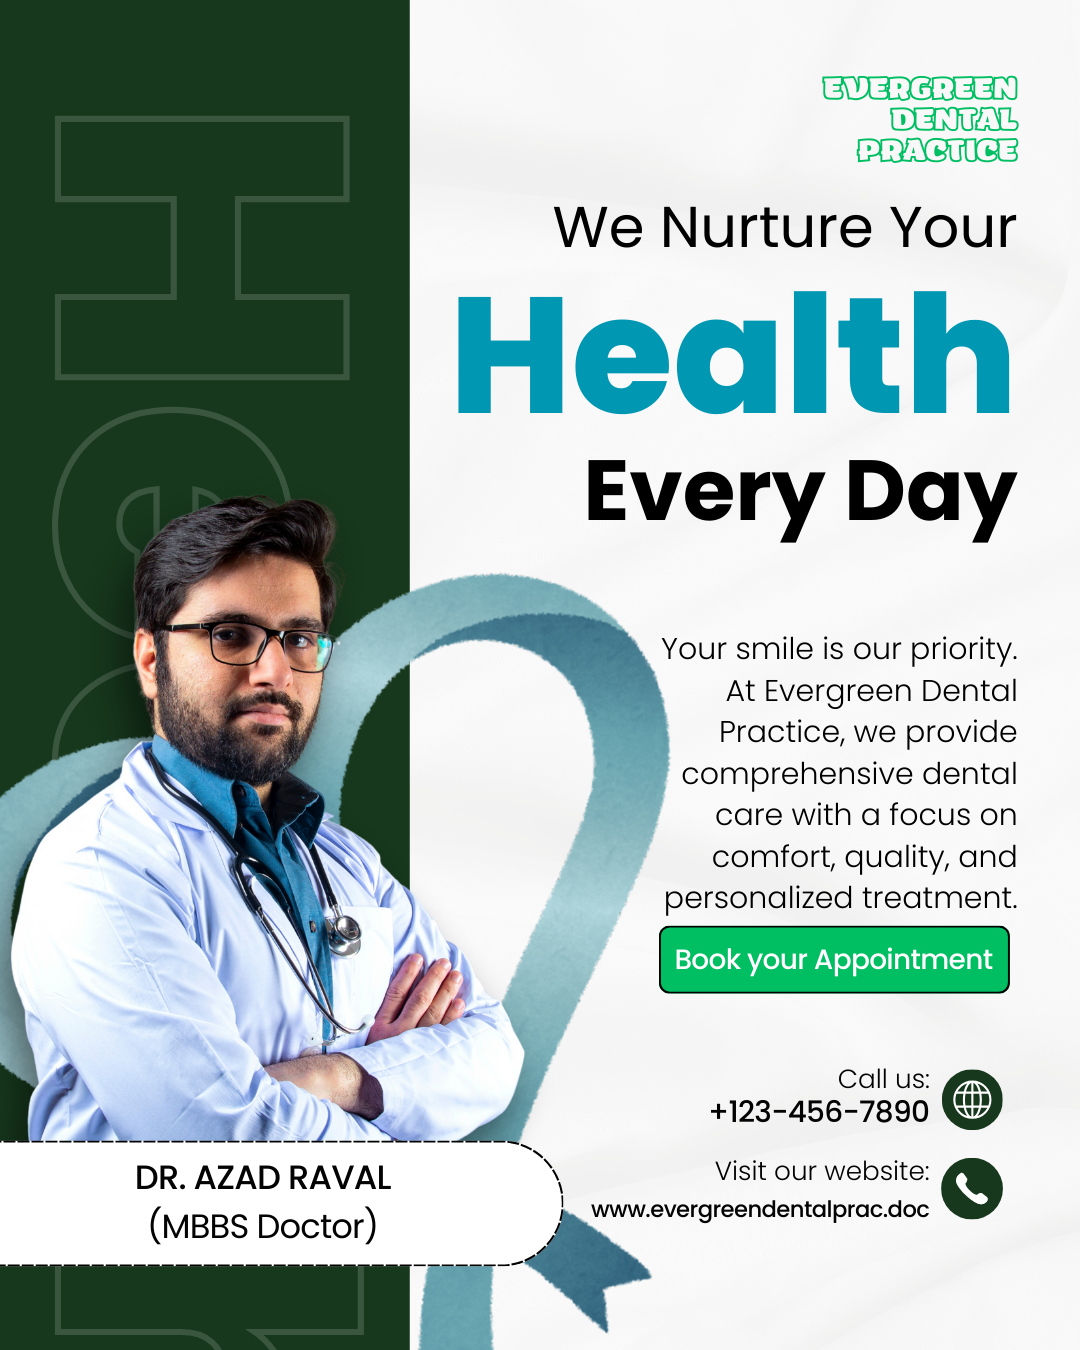 EVERGREEN
DENTAL
PRACTICE
We Nurture Your
Health
Every Day
Your smile is our priority.
At Evergreen Dental
Practice, we provide
comprehensive dental
care with a focus on
comfort, quality, and
personalized treatment.
Book your Appointment
Call us:
+123-456-7890
Visit our website:
www.evergreendentalprac.doc
DR. AZAD RAVAL
(MBBS Doctor)